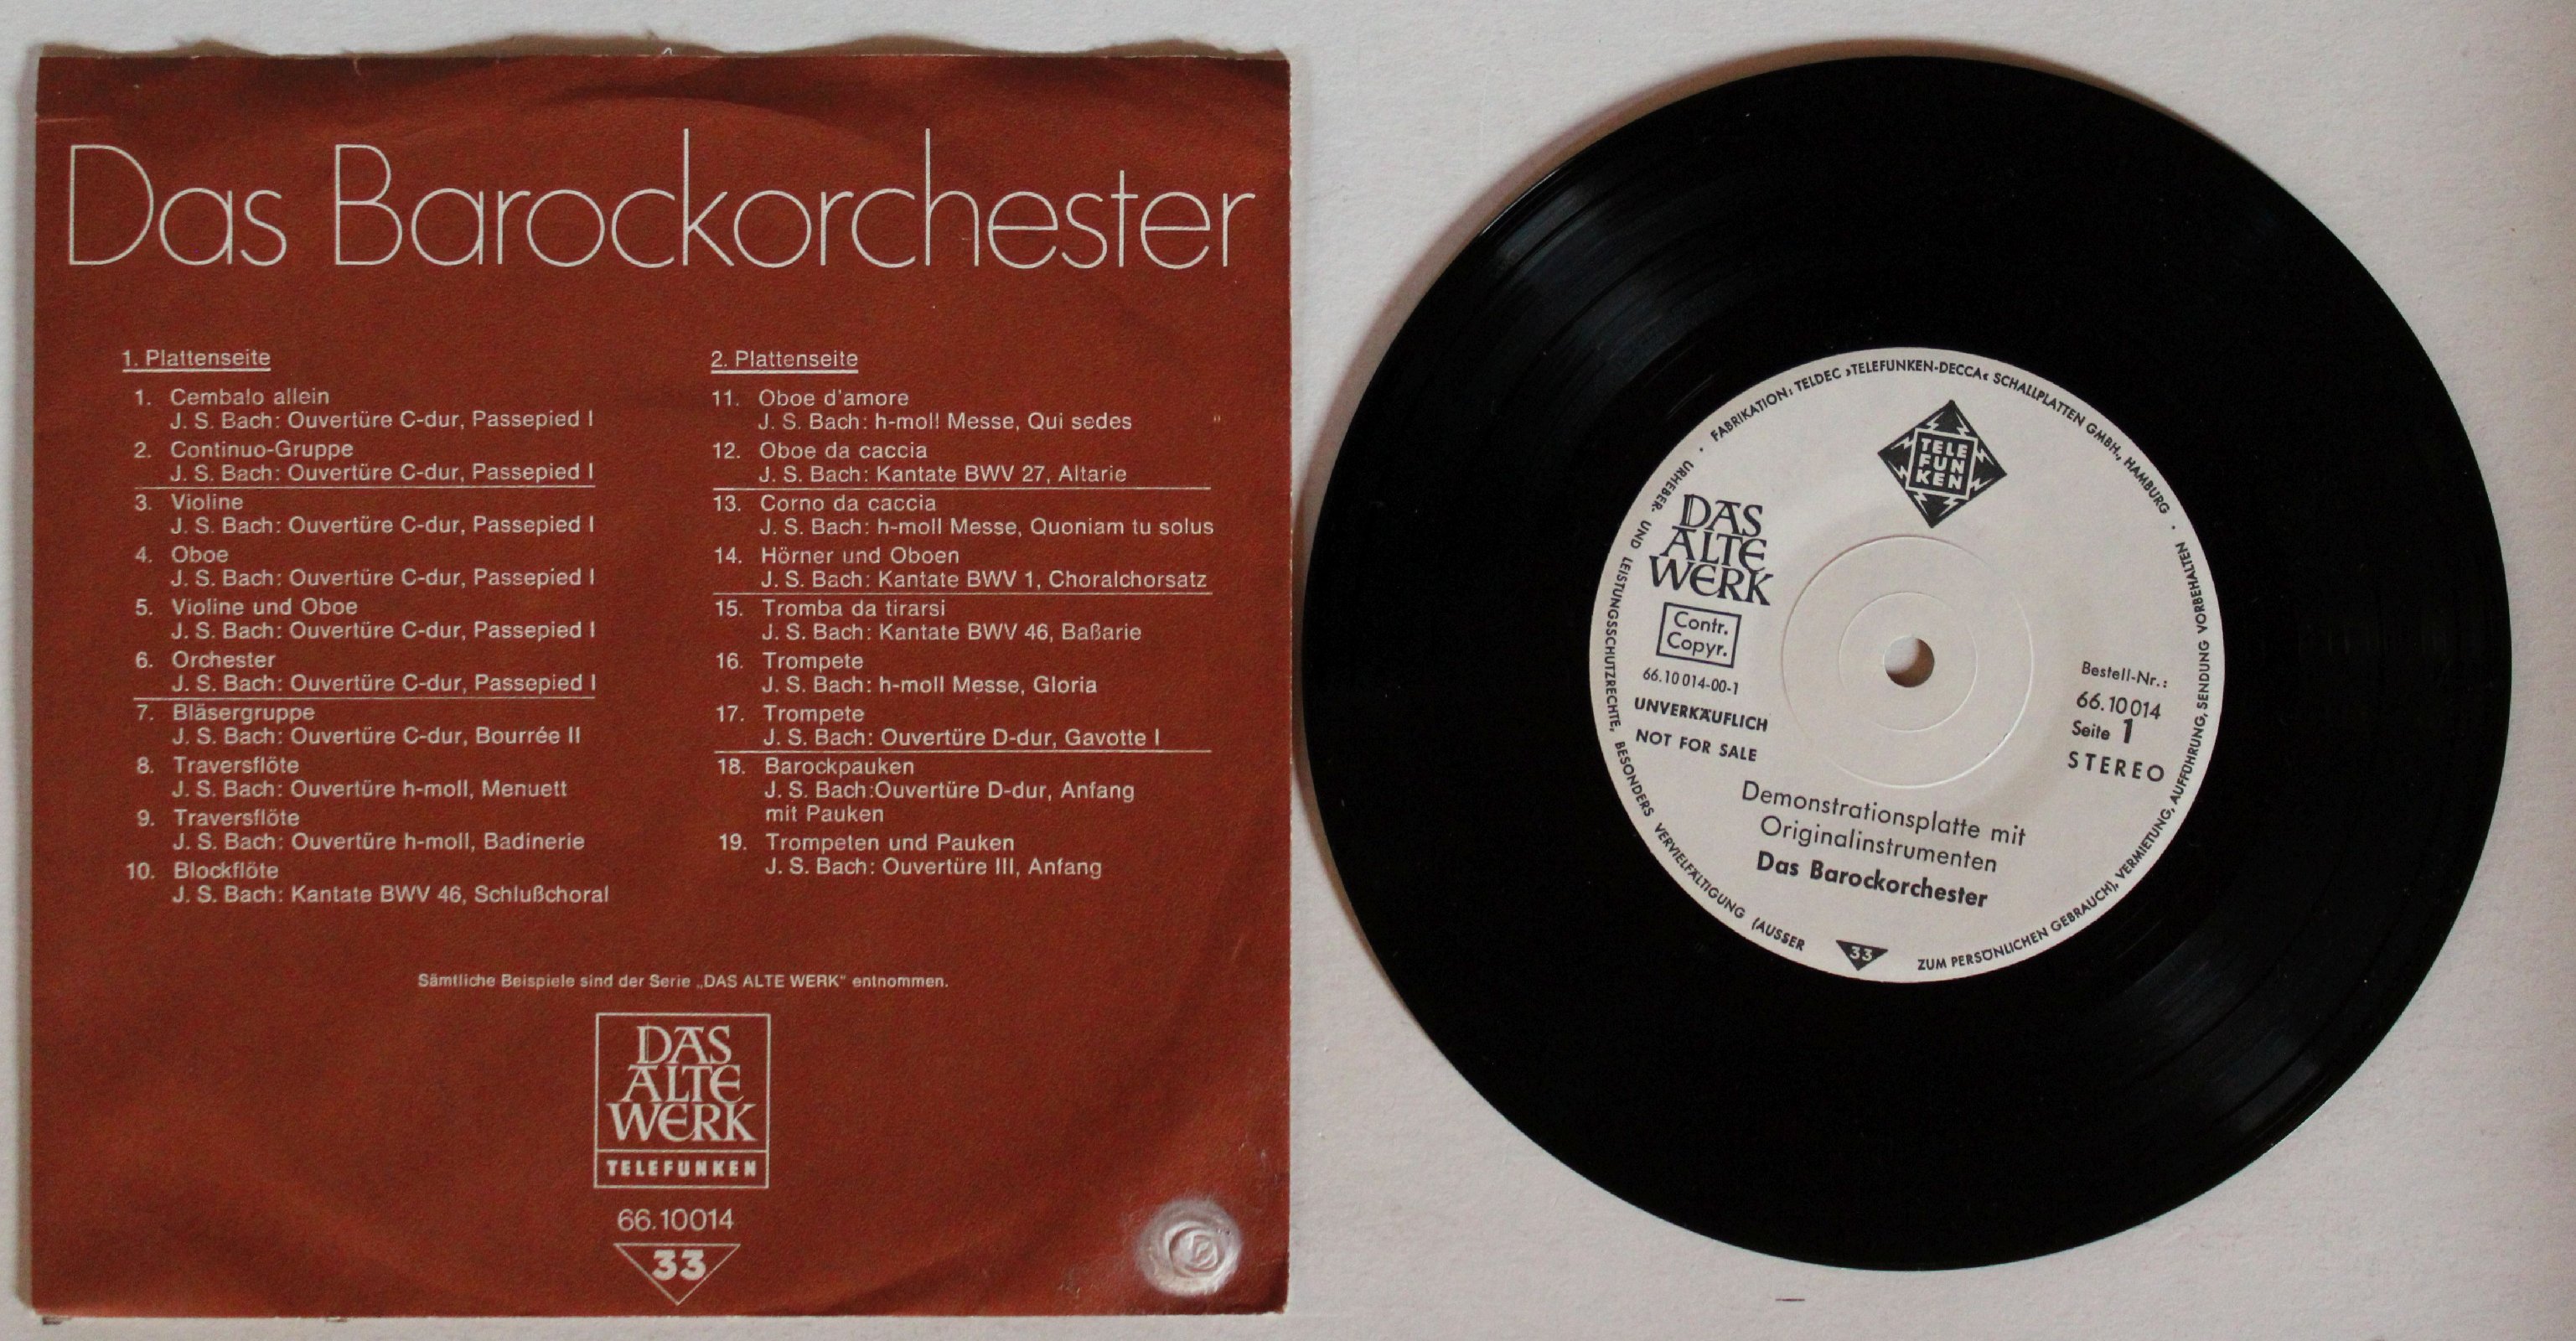 Das Barockorchester
1. Plattenseite
1. Cembalo allein
J. S. Bach: Ouvertüre C-dur, Passepied I
2. Continuo-Gruppe
J. S. Bach: Ouvertüre C-dur, Passepied I
3. Violine
J. S. Bach: Ouvertüre C-dur, Passepied I
4. Oboe
J. S. Bach: Ouvertüre C-dur, Passepied I
5. Violine und Oboe
J. S. Bach: Ouvertüre C-dur, Passepied I
6. Orchester
J. S. Bach: Ouvertüre C-dur, Passepied I
7. Bläsergruppe
J. S. Bach: Ouvertüre C-dur, Bourrée II
8. Traversflöte
J. S. Bach: Ouvertüre h-moll, Menuett
9. Traversflöte
J. S. Bach: Ouvertüre h-moll, Badinerie
10. Blockflöte
J. S. Bach: Kantate BWV 46, Schlußchoral
2. Plattenseite
11. Oboe d'amore
J. S. Bach: h-moll Messe, Qui sedes
12. Oboe da caccia
J. S. Bach: Kantate BWV 27, Altarie
13. Corno da caccia
J. S. Bach: h-moll Messe, Quoniam tu solus
14. Hörner und Oboen
J. S. Bach: Kantate BWV 1, Choralchorsatz
15. Tromba da tirarsi
J. S. Bach: Kantate BWV 46, Baßarie
16. Trompete
J. S. Bach: h-moll Messe, Gloria
17. Trompete
J. S. Bach: Ouvertüre D-dur, Gavotte I
18. Barockpauken
J. S. Bach:Ouvertüre D-dur, Anfang
mit Pauken
19. Trompeten und Pauken
J. S. Bach: Ouvertüre III, Anfang
Sämtliche Beispiele sind der Serie „DAS ALTE WERK" entnommen.
DAS
ALTE
WERK
TELEFUNKEN
66.10014
33
FABRIKATION: TELDEC ›TELEFUNKEN-DECCA‹ SCHALLPLATTEN GMBH., HAMBURG ·
URHEBER- UND LEISTUNGSSCHUTZRECHTE, BESONDERS VERVIELFÄLTIGUNG (AUSSER
ZUM PERSÖNLICHEN GEBRAUCH), VERMIETUNG, AUFFÜHRUNG, SENDUNG VORBEHALTEN
TELE
FUN
KEN
DAS
ALTE
WERK
Contr.
Copyr.
66.10 014-00-1
UNVERKÄUFLICH
NOT FOR SALE
Bestell-Nr.:
66.10 014
Seite 1
STEREO
Demonstrationsplatte mit
Originalinstrumenten
Das Barockorchester
33